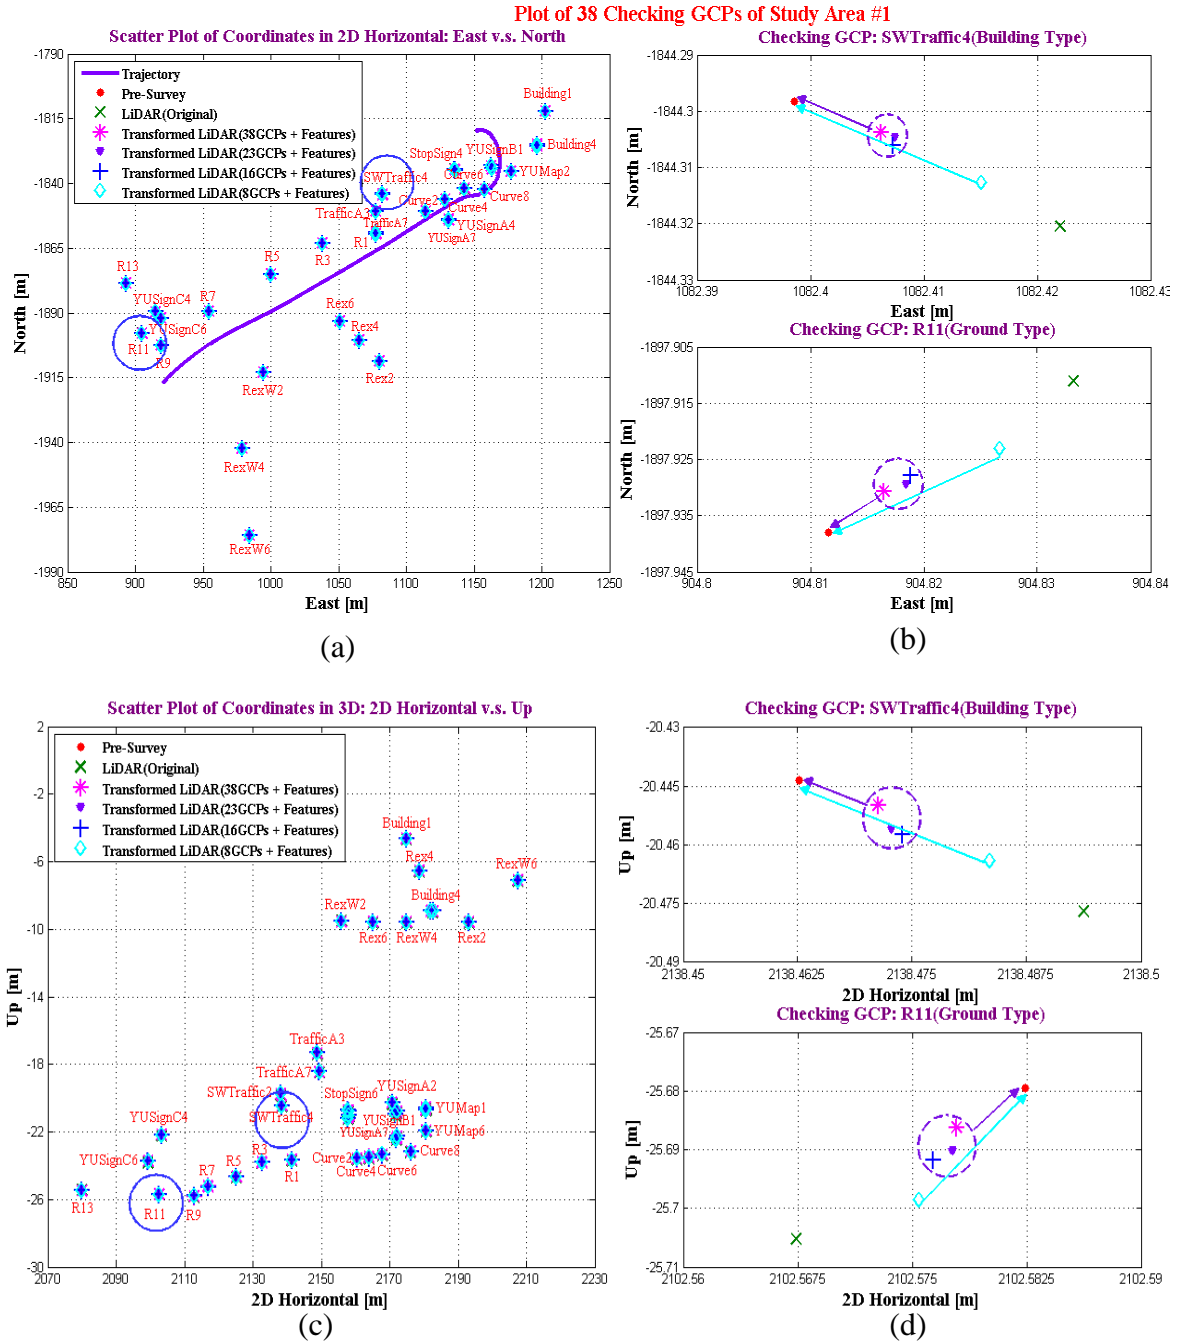 Plot of 38 Checking GCPs of Study Area #1
Scatter Plot of Coordinates in 2D Horizontal: East v.s. North
North [m]
-1790
-1815
-1840
-1865
-1890
-1915
-1940
-1965
-1990
Trajectory
Pre-Survey
LiDAR(Original)
Transformed LiDAR(38GCPs + Features)
Transformed LiDAR(23GCPs + Features)
Transformed LiDAR(16GCPs + Features)
Transformed LiDAR(8GCPs + Features)
Building1
Building4
YUSignB1
StopSign4
YUMap2
Curve6
SWTraffic4
Curve8
Curve2
Curve4
TrafficA3
TrafficA7
YUSignA4
YUSignA7
R1
R3
R5
R13
YUSignC4
R7
YUSignC6
R11
R9
Rex6
Rex4
Rex2
RexW2
RexW4
RexW6
850 900 950 1000 1050 1100 1150 1200 1250
East [m]
(a)
Checking GCP: SWTraffic4(Building Type)
North [m]
-1844.29
-1844.3
-1844.31
-1844.32
-1844.33
1082.39 1082.4 1082.41 1082.42 1082.43
East [m]
Checking GCP: R11(Ground Type)
North [m]
-1897.905
-1897.915
-1897.925
-1897.935
-1897.945
904.8 904.81 904.82 904.83 904.84
East [m]
(b)
Scatter Plot of Coordinates in 3D: 2D Horizontal v.s. Up
Up [m]
2
-2
-6
-10
-14
-18
-22
-26
-30
Pre-Survey
LiDAR(Original)
Transformed LiDAR(38GCPs + Features)
Transformed LiDAR(23GCPs + Features)
Transformed LiDAR(16GCPs + Features)
Transformed LiDAR(8GCPs + Features)
Building1
Rex4
RexW6
Building4
RexW2
Rex6
RexW4
Rex2
TrafficA3
TrafficA7
SWTraffic2
StopSign6
YUSignA2
SWTraffic4
YUMap1
YUSignB1
YUSignC4
YUSignA7
YUMap6
YUSignC6
R3
R1
Curve2
Curve4
Curve6
Curve8
R5
R7
R13
R11
R9
2070 2090 2110 2130 2150 2170 2190 2210 2230
2D Horizontal [m]
(c)
Checking GCP: SWTraffic4(Building Type)
Up [m]
-20.43
-20.445
-20.46
-20.475
-20.49
2138.45 2138.4625 2138.475 2138.4875 2138.5
2D Horizontal [m]
Checking GCP: R11(Ground Type)
Up [m]
-25.67
-25.68
-25.69
-25.7
-25.71
2102.56 2102.5675 2102.575 2102.5825 2102.59
2D Horizontal [m]
(d)